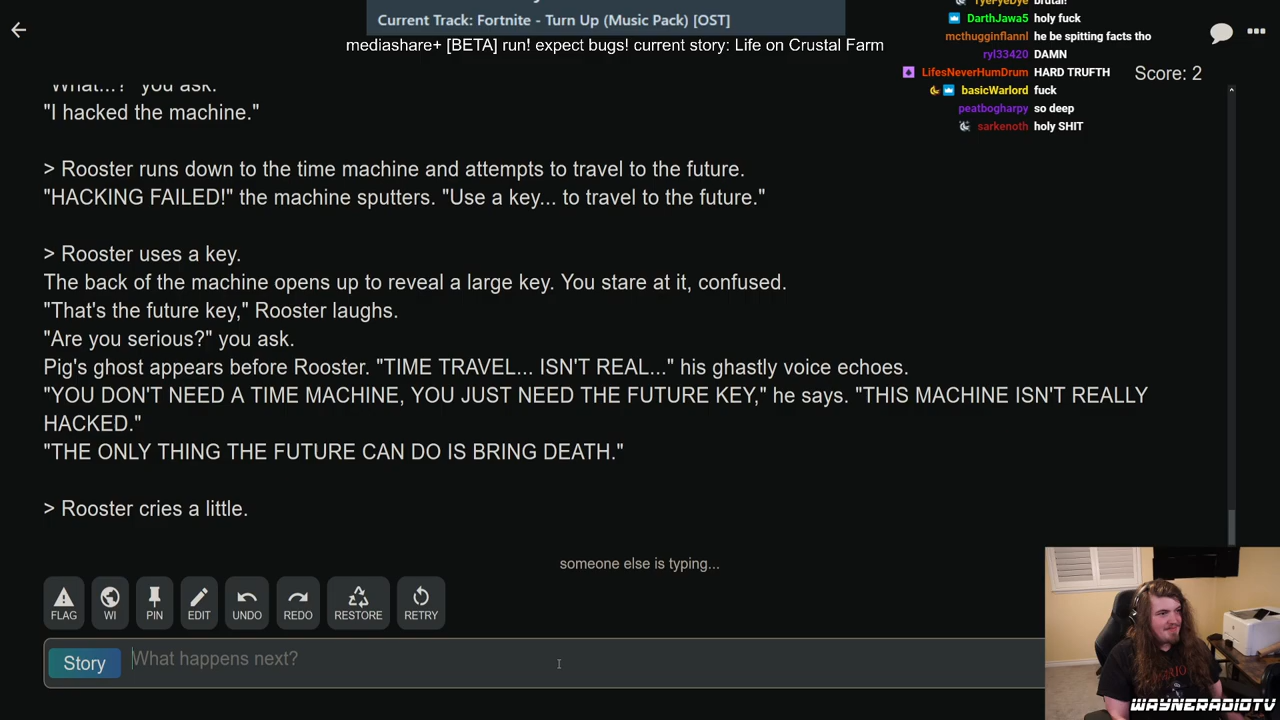 Current Track: Fortnite - Turn Up (Music Pack) [OST]
mediashare+ [BETA] run! expect bugs! current story: Life on Crustal Farm
TyeFyeDye brutal!
DarthJawa5 holy fuck
mcthugginflannl he be spitting facts tho
ryl33420 DAMN
LifesNeverHumDrum HARD TRUFTH
basicWarlord fuck
peatbogharpy so deep
sarkenoth holy SHIT
Score: 2
"What...?" you ask.
"I hacked the machine."
> Rooster runs down to the time machine and attempts to travel to the future.
"HACKING FAILED!" the machine sputters. "Use a key... to travel to the future."
> Rooster uses a key.
The back of the machine opens up to reveal a large key. You stare at it, confused.
"That's the future key," Rooster laughs.
"Are you serious?" you ask.
Pig's ghost appears before Rooster. "TIME TRAVEL... ISN'T REAL..." his ghastly voice echoes.
"YOU DON'T NEED A TIME MACHINE, YOU JUST NEED THE FUTURE KEY," he says. "THIS MACHINE ISN'T REALLY
HACKED."
"THE ONLY THING THE FUTURE CAN DO IS BRING DEATH."
> Rooster cries a little.
someone else is typing...
FLAG WI PIN EDIT UNDO REDO RESTORE RETRY
Story What happens next?
WAYNERADIOTV